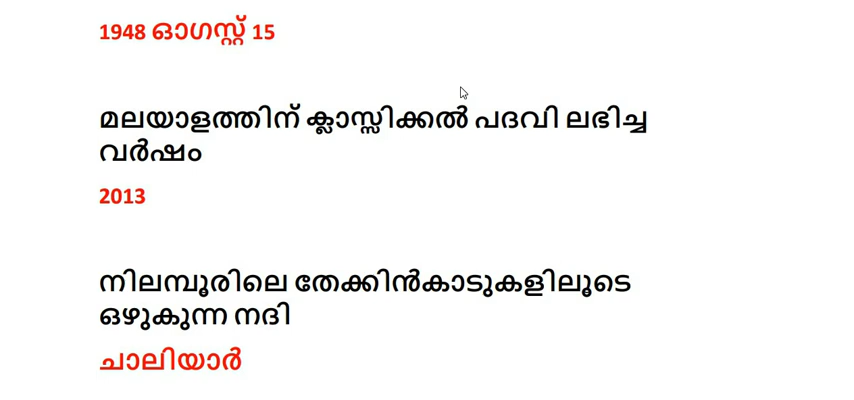 1948 ഓഗസ്റ്റ് 15
മലയാളത്തിന് ക്ലാസ്സിക്കൽ പദവി ലഭിച്ച
വർഷം
2013
നിലമ്പൂരിലെ തേക്കിൻകാടുകളിലൂടെ
ഒഴുകുന്ന നദി
ചാലിയാർ